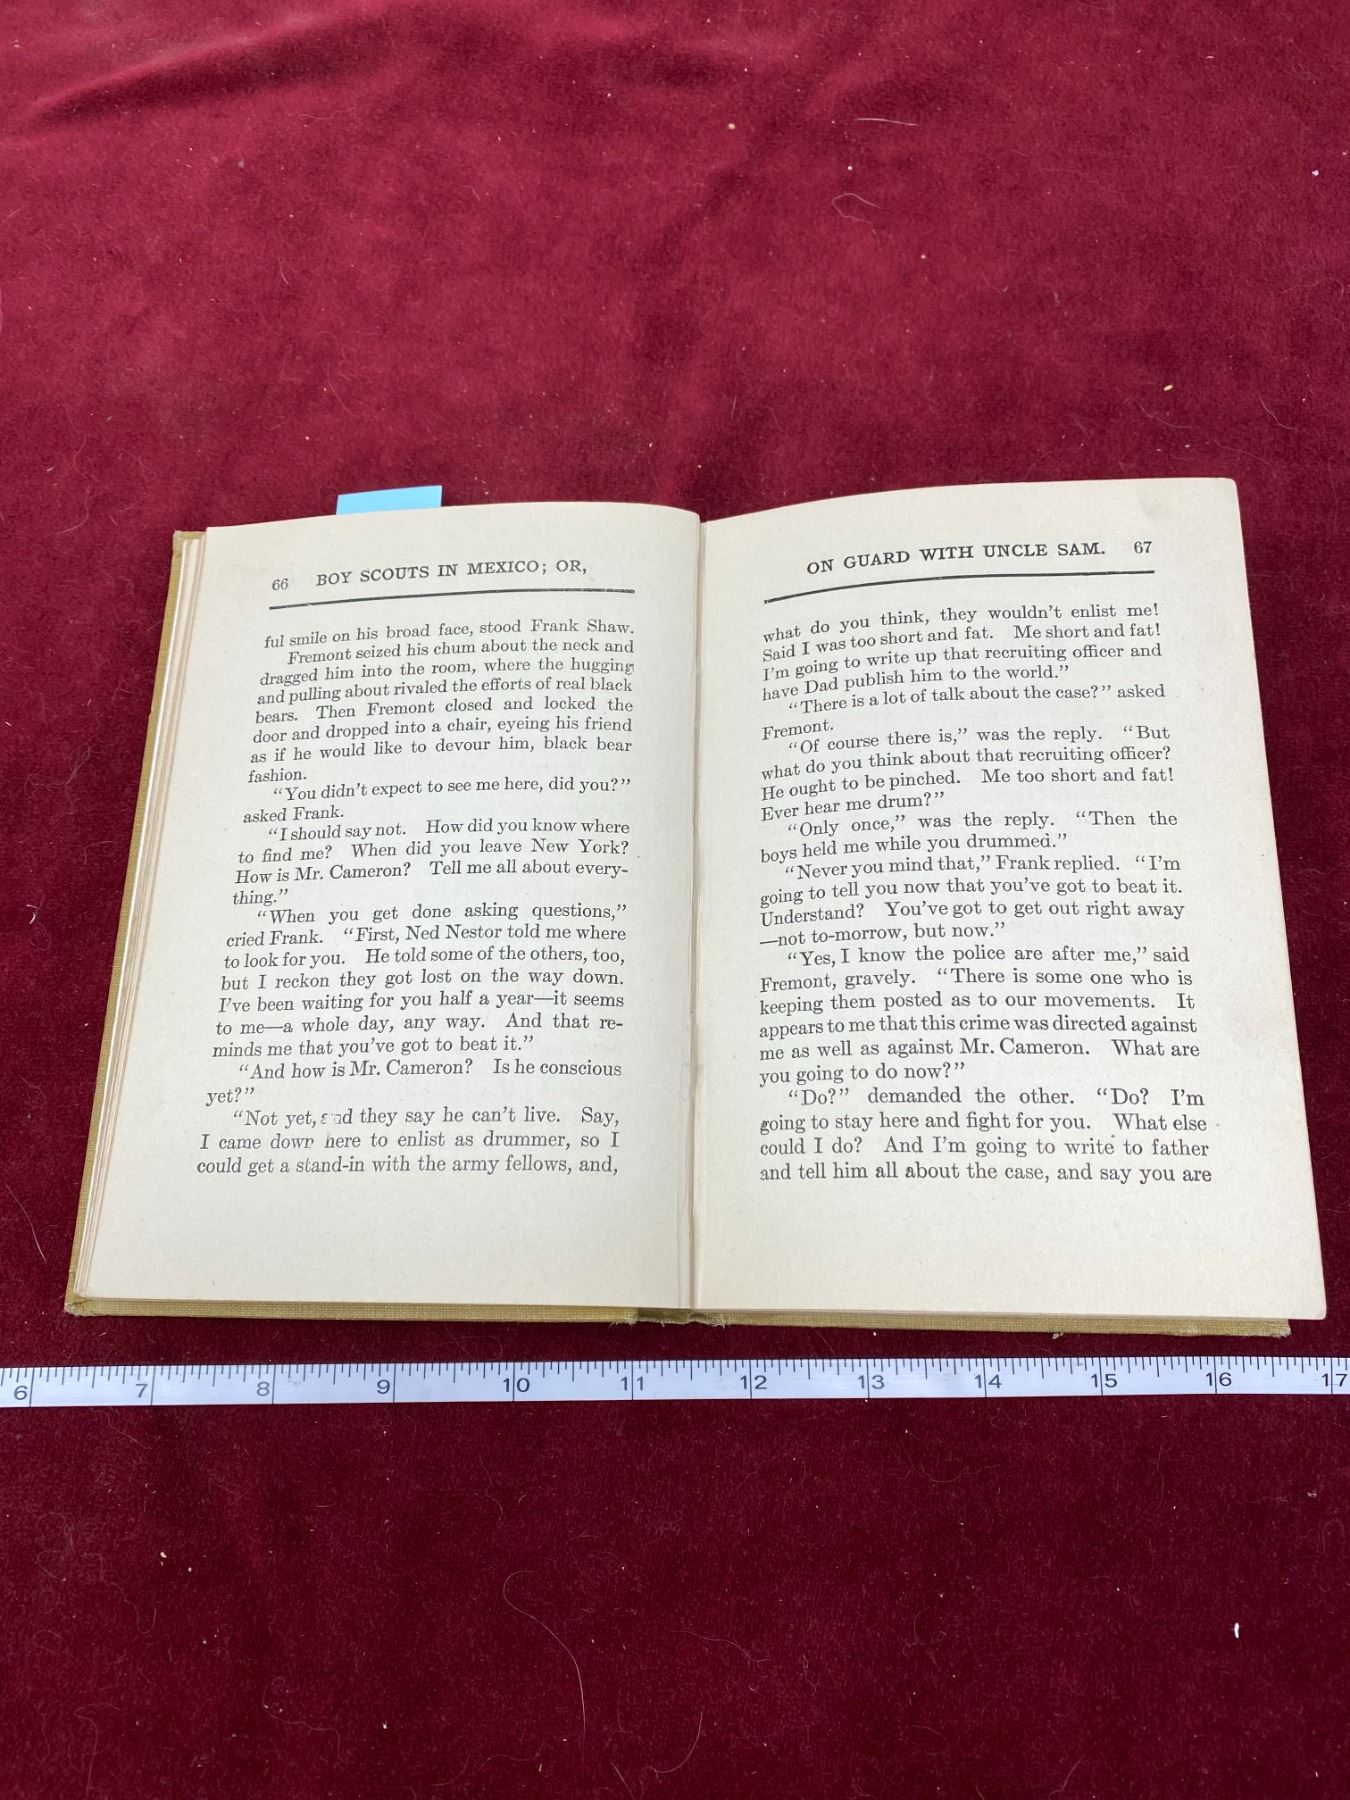 66 BOY SCOUTS IN MEXICO; OR,
ful smile on his broad face, stood Frank Shaw.
Fremont seized his chum about the neck and
dragged him into the room, where the hugging
and pulling about rivaled the efforts of real black
bears. Then Fremont closed and locked the
door and dropped into a chair, eyeing his friend
as if he would like to devour him, black bear
fashion.
“You didn’t expect to see me here, did you?”
asked Frank.
“I should say not. How did you know where
to find me? When did you leave New York?
How is Mr. Cameron? Tell me all about every-
thing.”
“When you get done asking questions,”
cried Frank. “First, Ned Nestor told me where
to look for you. He told some of the others, too,
but I reckon they got lost on the way down.
I’ve been waiting for you half a year—it seems
to me—a whole day, any way. And that re-
minds me that you’ve got to beat it.”
“And how is Mr. Cameron? Is he conscious
yet?”
“Not yet, and they say he can’t live. Say,
I came down here to enlist as drummer, so I
could get a stand-in with the army fellows, and,
ON GUARD WITH UNCLE SAM. 67
what do you think, they wouldn’t enlist me!
Said I was too short and fat. Me short and fat!
I’m going to write up that recruiting officer and
have Dad publish him to the world.”
“There is a lot of talk about the case?” asked
Fremont.
“Of course there is,” was the reply. “But
what do you think about that recruiting officer?
He ought to be pinched. Me too short and fat!
Ever hear me drum?”
“Only once,” was the reply. “Then the
boys held me while you drummed.”
“Never you mind that,” Frank replied. “I’m
going to tell you now that you’ve got to beat it.
Understand? You’ve got to get out right away
—not to-morrow, but now.”
“Yes, I know the police are after me,” said
Fremont, gravely. “There is some one who is
keeping them posted as to our movements. It
appears to me that this crime was directed against
me as well as against Mr. Cameron. What are
you going to do now?”
“Do?” demanded the other. “Do? I’m
going to stay here and fight for you. What else
could I do? And I’m going to write to father
and tell him all about the case, and say you are
6 7 8 9 10 11 12 13 14 15 16 17